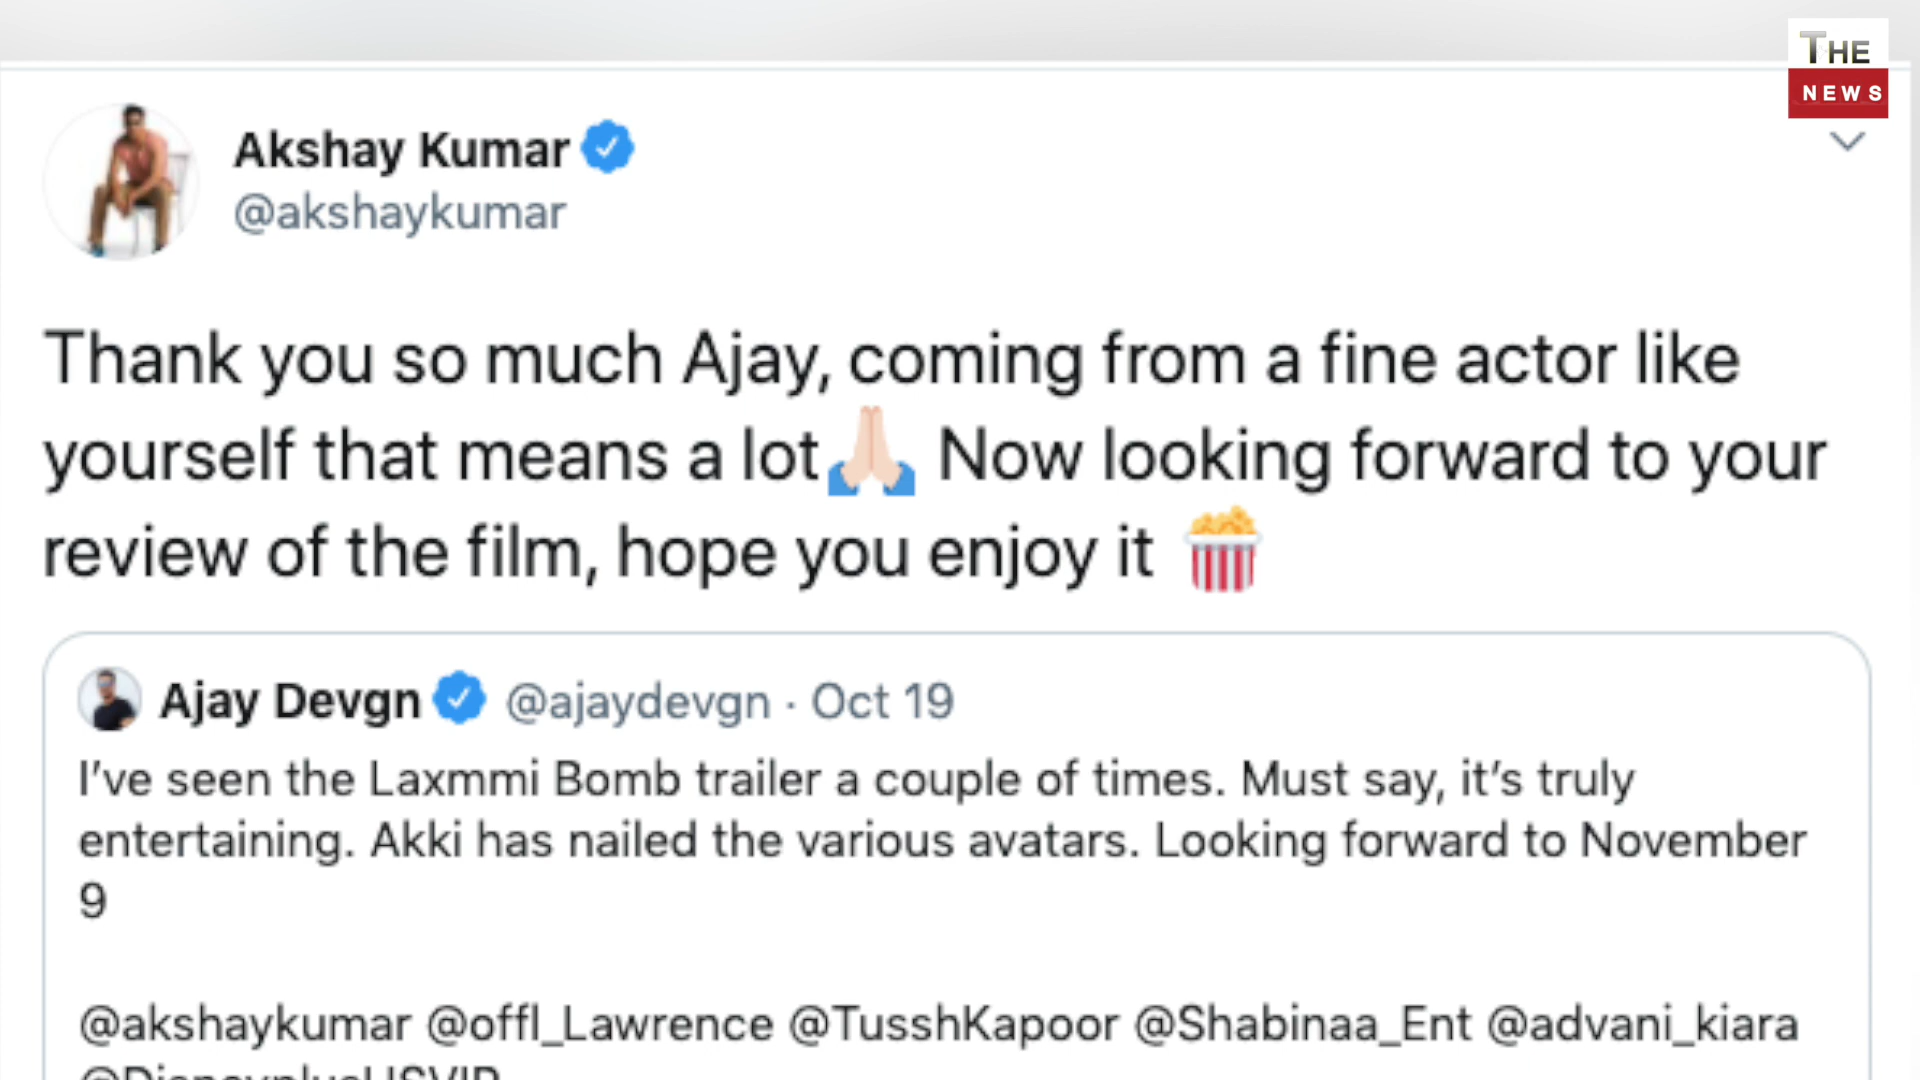 THE
NEWS
Akshay Kumar
@akshaykumar
Thank you so much Ajay, coming from a fine actor like
yourself that means a lot🙏🏻 Now looking forward to your
review of the film, hope you enjoy it 🍿
Ajay Devgn @ajaydevgn · Oct 19
I’ve seen the Laxmmi Bomb trailer a couple of times. Must say, it’s truly
entertaining. Akki has nailed the various avatars. Looking forward to November
9
@akshaykumar @offl_Lawrence @TusshKapoor @Shabinaa_Ent @advani_kiara